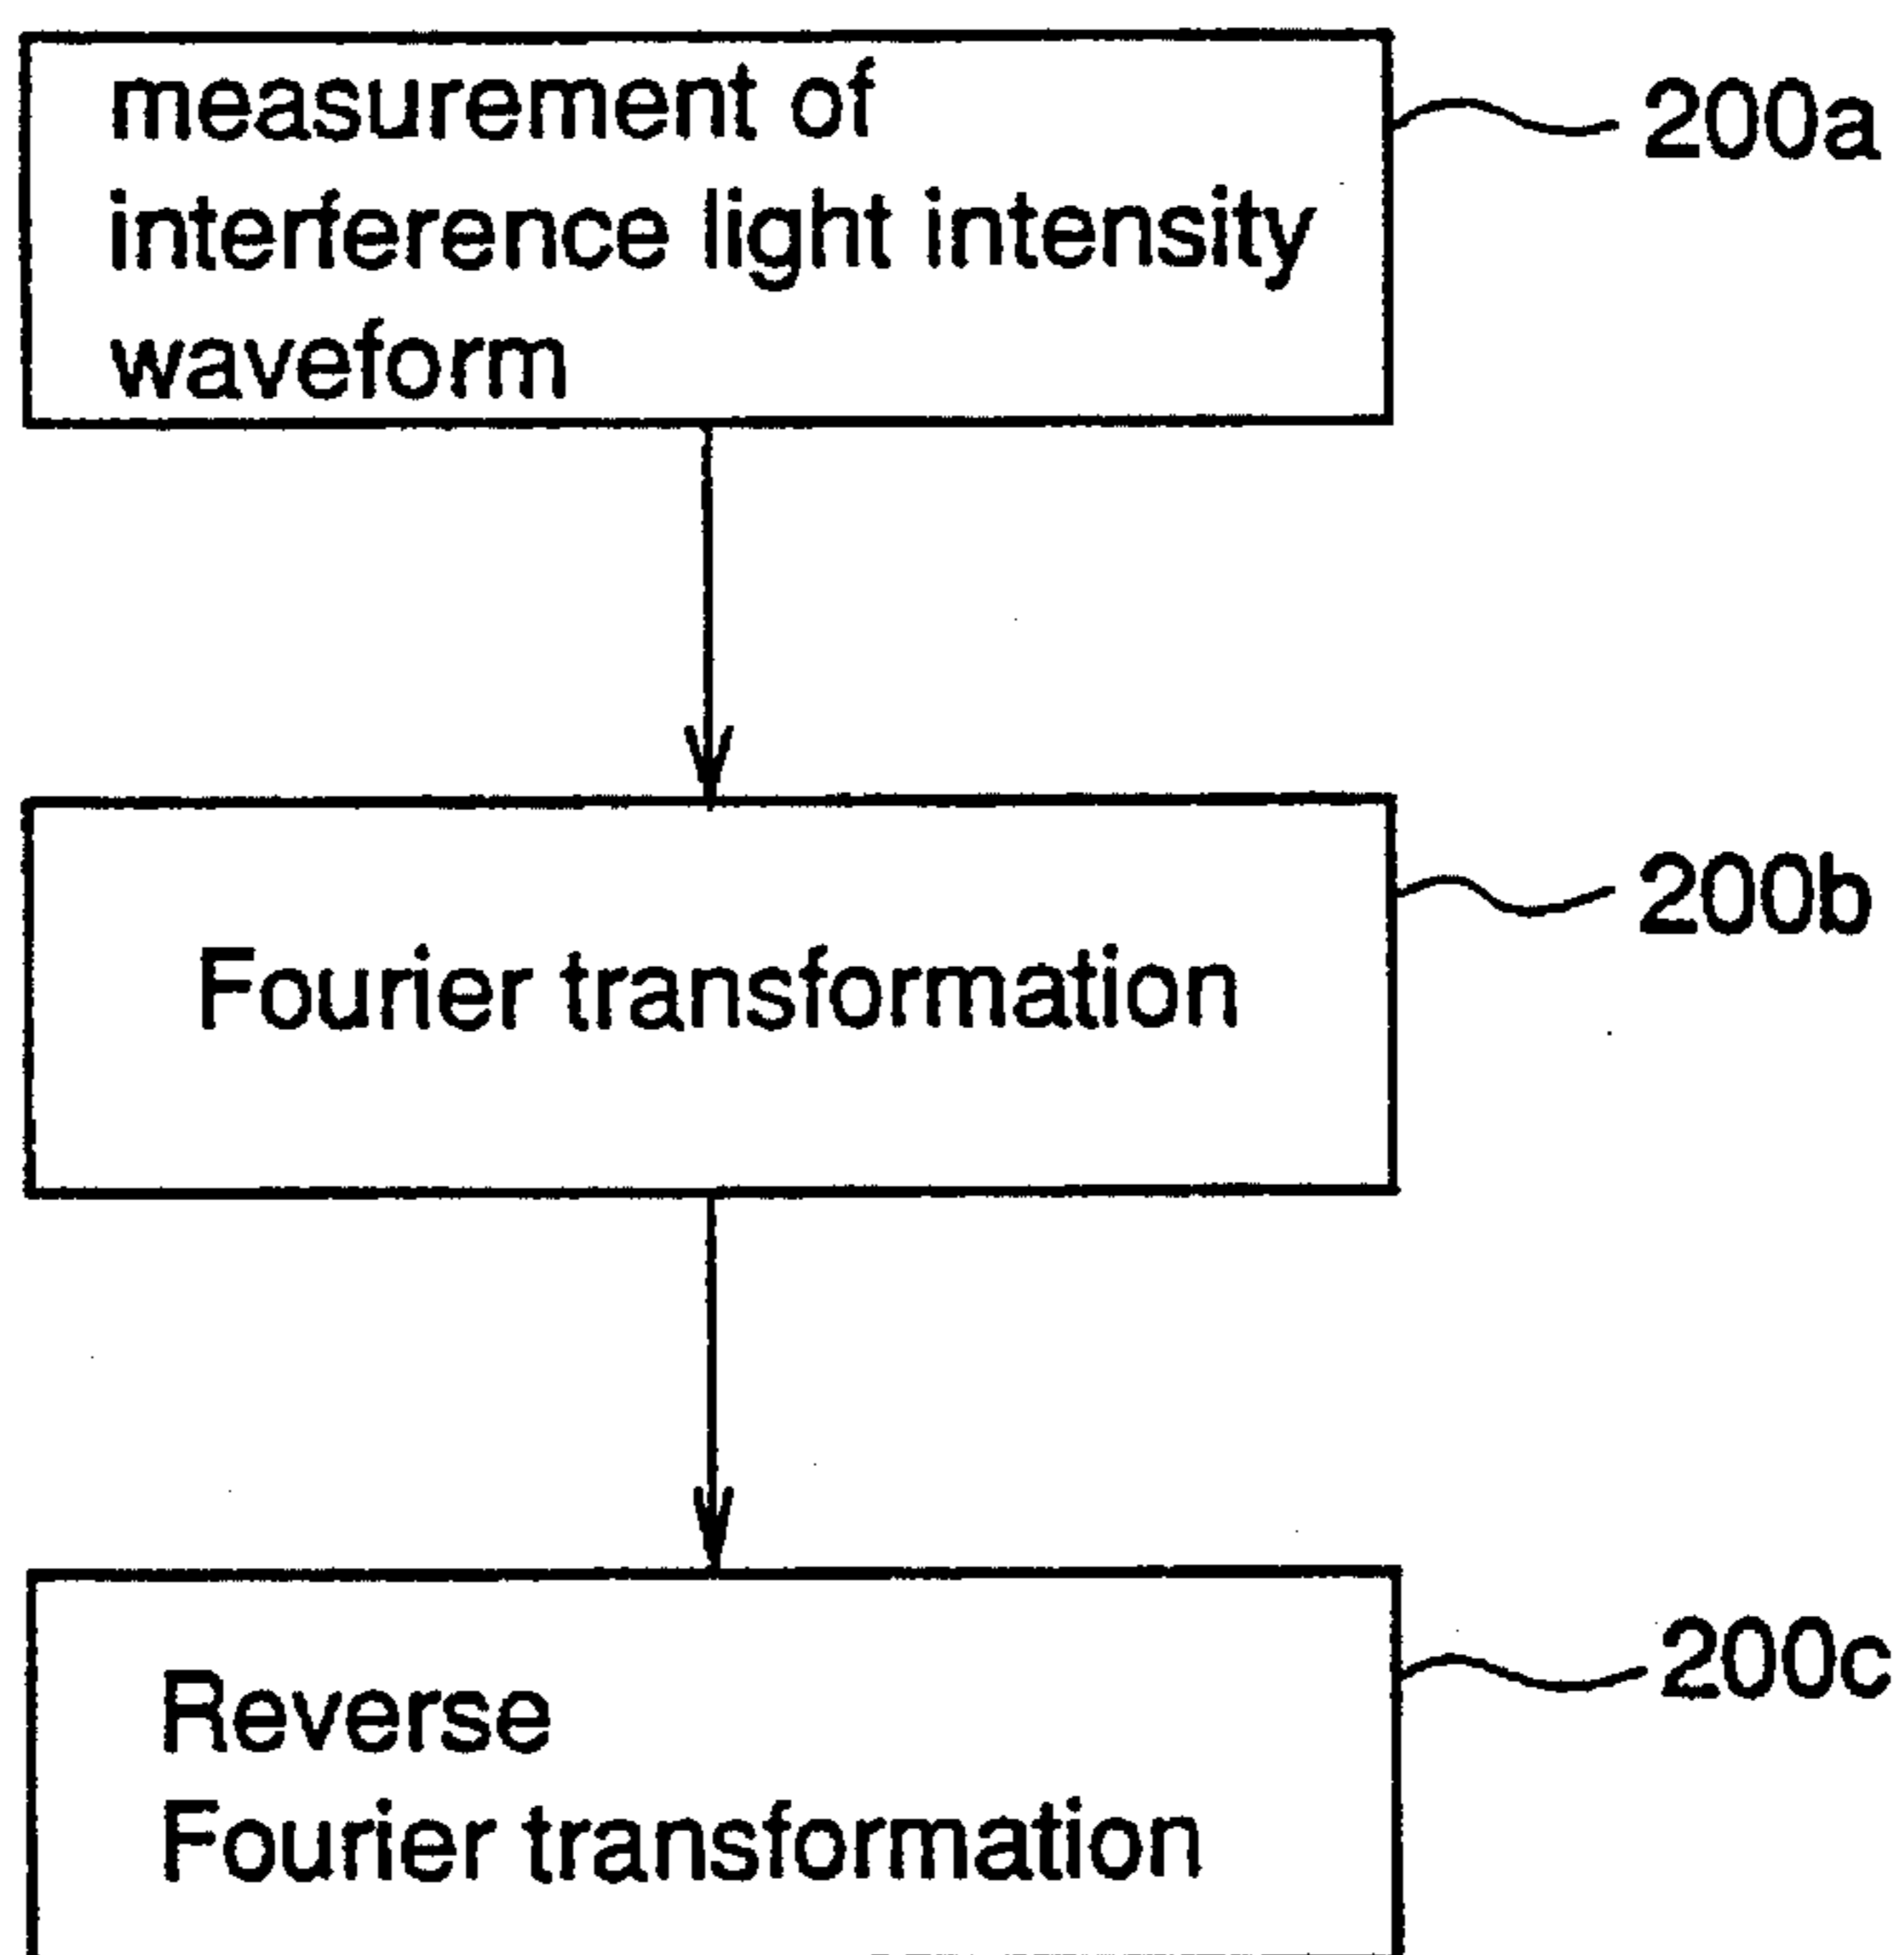 measurement of
interference light intensity
waveform
200a
Fourier transformation
200b
Reverse
Fourier transformation
200c